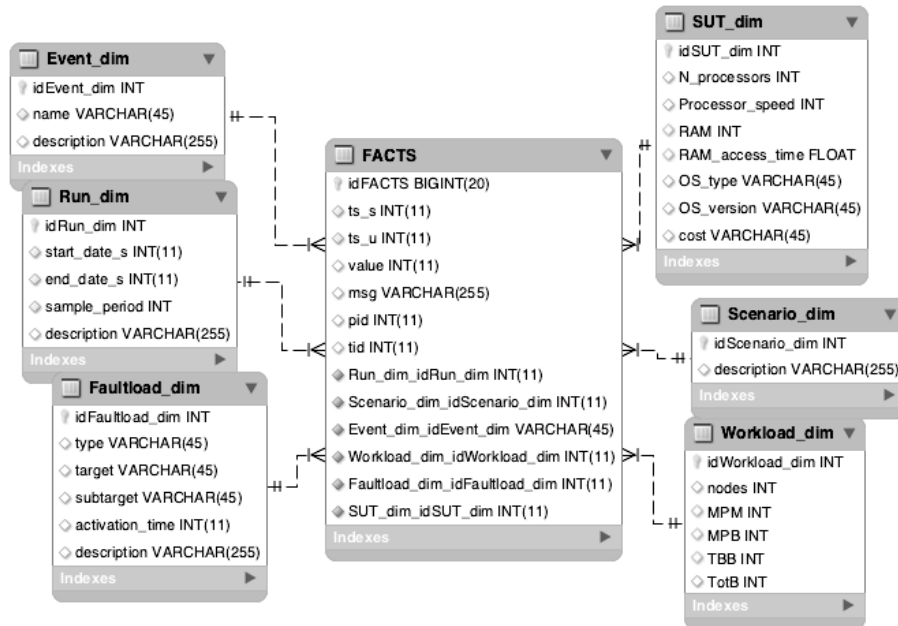 Event_dim
idEvent_dim INT
name VARCHAR(45)
description VARCHAR(255)
Indexes
Run_dim
idRun_dim INT
start_date_s INT(11)
end_date_s INT(11)
sample_period INT
description VARCHAR(255)
Indexes
Faultload_dim
idFaultload_dim INT
type VARCHAR(45)
target VARCHAR(45)
subtarget VARCHAR(45)
activation_time INT(11)
description VARCHAR(255)
Indexes
FACTS
idFACTS BIGINT(20)
ts_s INT(11)
ts_u INT(11)
value INT(11)
msg VARCHAR(255)
pid INT(11)
tid INT(11)
Run_dim_idRun_dim INT(11)
Scenario_dim_idScenario_dim INT(11)
Event_dim_idEvent_dim VARCHAR(45)
Workload_dim_idWorkload_dim INT(11)
Faultload_dim_idFaultload_dim INT(11)
SUT_dim_idSUT_dim INT(11)
Indexes
SUT_dim
idSUT_dim INT
N_processors INT
Processor_speed INT
RAM INT
RAM_access_time FLOAT
OS_type VARCHAR(45)
OS_version VARCHAR(45)
cost VARCHAR(45)
Indexes
Scenario_dim
idScenario_dim INT
description VARCHAR(255)
Indexes
Workload_dim
idWorkload_dim INT
nodes INT
MPM INT
MPB INT
TBB INT
TotB INT
Indexes